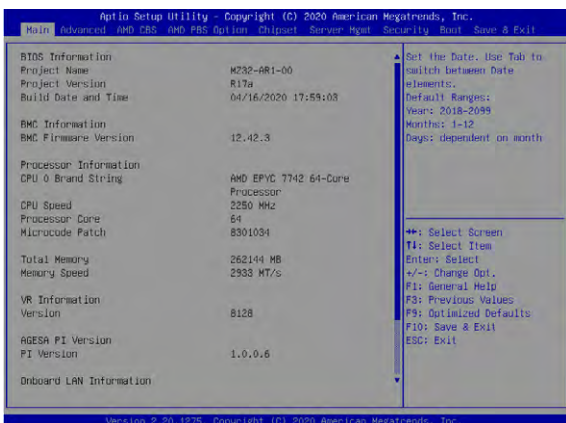 Aptio Setup Utility - Copyright (C) 2020 American Megatrends, Inc.
Main Advanced AMD CBS AMD PBS Option Chipset Server Mgmt Security Boot Save & Exit
BIOS Information
Project Name MZ32-AR1-00
Project Version R17a
Build Date and Time 04/16/2020 17:59:03
BMC Information
BMC Firmware Version 12.42.3
Processor Information
CPU 0 Brand String AMD EPYC 7742 64-Core
Processor
CPU Speed 2250 MHz
Processor Core 64
Microcode Patch 8301034
Total Memory 262144 MB
Memory Speed 2933 MT/s
VR Information
Version 8128
AGESA PI Version
PI Version 1.0.0.6
Onboard LAN Information
Set the Date. Use Tab to
switch between Date
elements.
Default Ranges:
Year: 2018-2099
Months: 1-12
Days: dependent on month
→←: Select Screen
↑↓: Select Item
Enter: Select
+/-: Change Opt.
F1: General Help
F3: Previous Values
F9: Optimized Defaults
F10: Save & Exit
ESC: Exit
Version 2.20.1275. Copyright (C) 2020 American Megatrends, Inc.